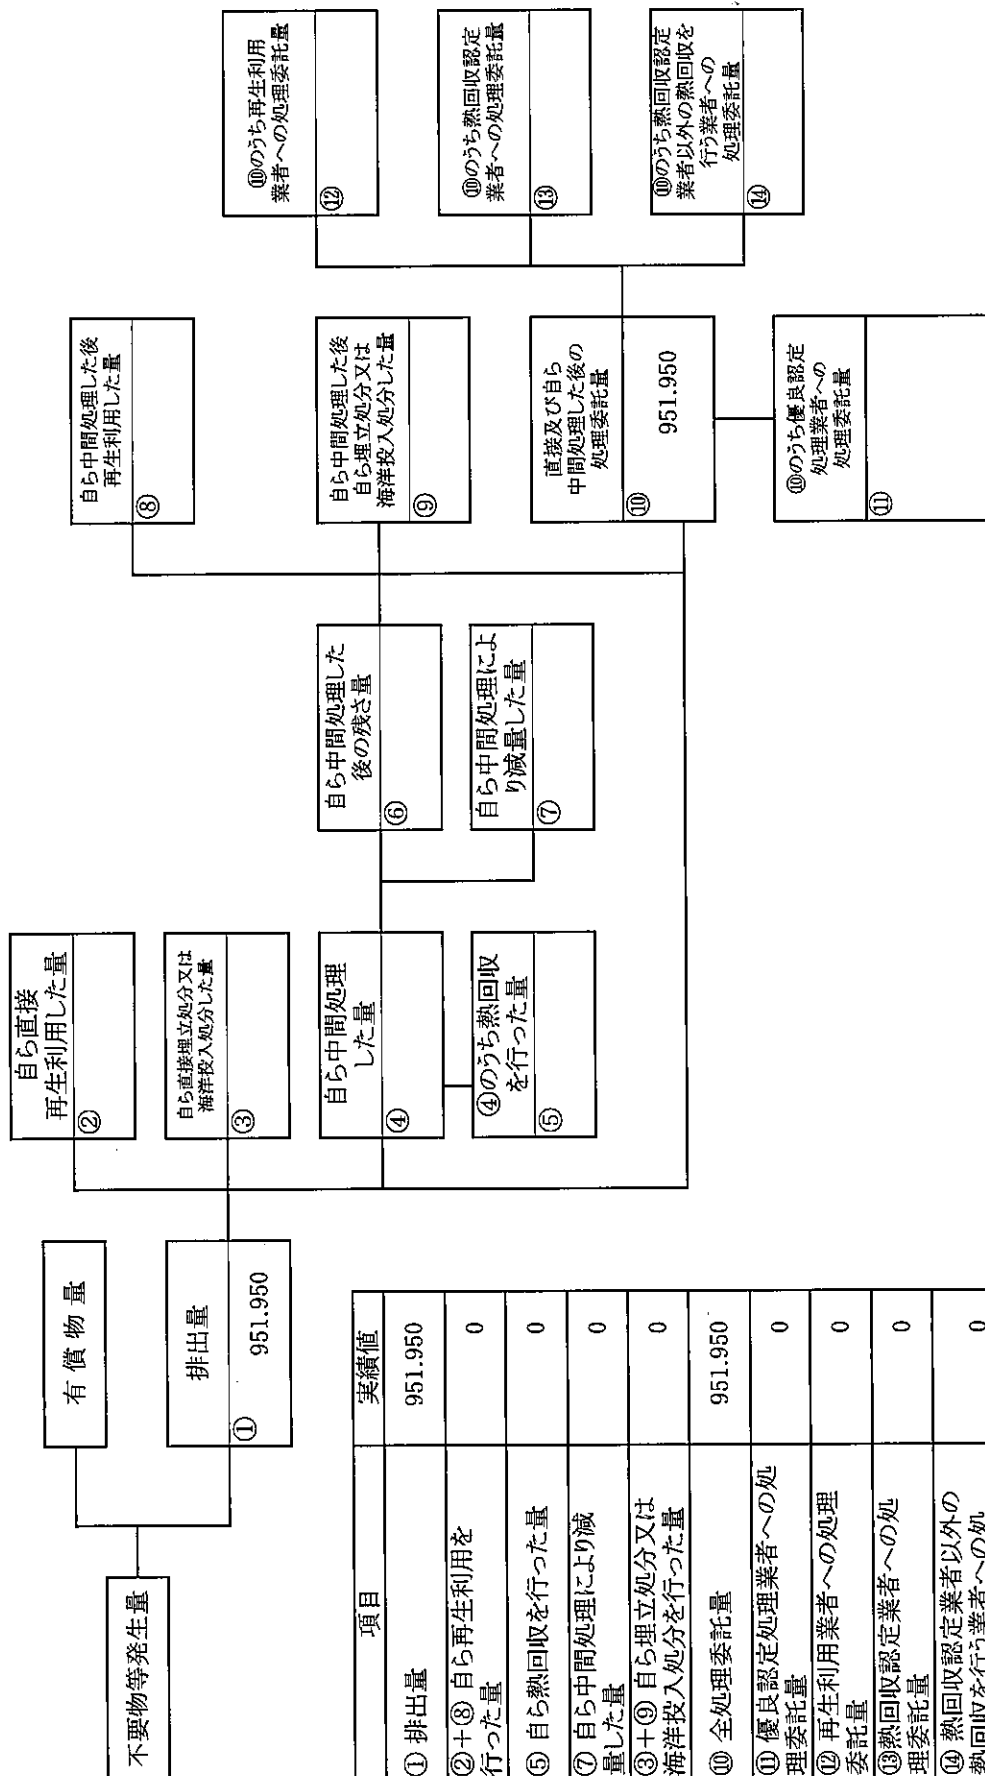 不要物等発生量
有償物量
排出量
①
951.950
自ら直接
再生利用した量
②
自ら直接埋立処分又は
海洋投入処分した量
③
自ら中間処理
した量
④
④のうち熱回収
を行った量
⑤
自ら中間処理した
後の残さ量
⑥
自ら中間処理によ
り減量した量
⑦
自ら中間処理した後
再生利用した量
⑧
自ら中間処理した後
自ら埋立処分又は
海洋投入処分した量
⑨
直接及び自ら
中間処理した後の
処理委託量
⑩
951.950
⑩のうち優良認定
処理業者への
処理委託量
⑪
⑩のうち再生利用
業者への処理委託量
⑫
⑩のうち熱回収認定
業者への処理委託量
⑬
⑩のうち熱回収認定
業者以外の熱回収を
行う業者への
処理委託量
⑭
項目 実績値
① 排出量 951.950
②+⑧ 自ら再生利用を
行った量 0
⑤ 自ら熱回収を行った量 0
⑦ 自ら中間処理により減
量した量 0
③+⑨ 自ら埋立処分又は
海洋投入処分を行った量 0
⑩ 全処理委託量 951.950
⑪ 優良認定処理業者への処
理委託量 0
⑫ 再生利用業者への処理
委託量 0
⑬熱回収認定業者への処
理委託量 0
⑭ 熱回収認定業者以外の
熱回収を行う業者への処 0